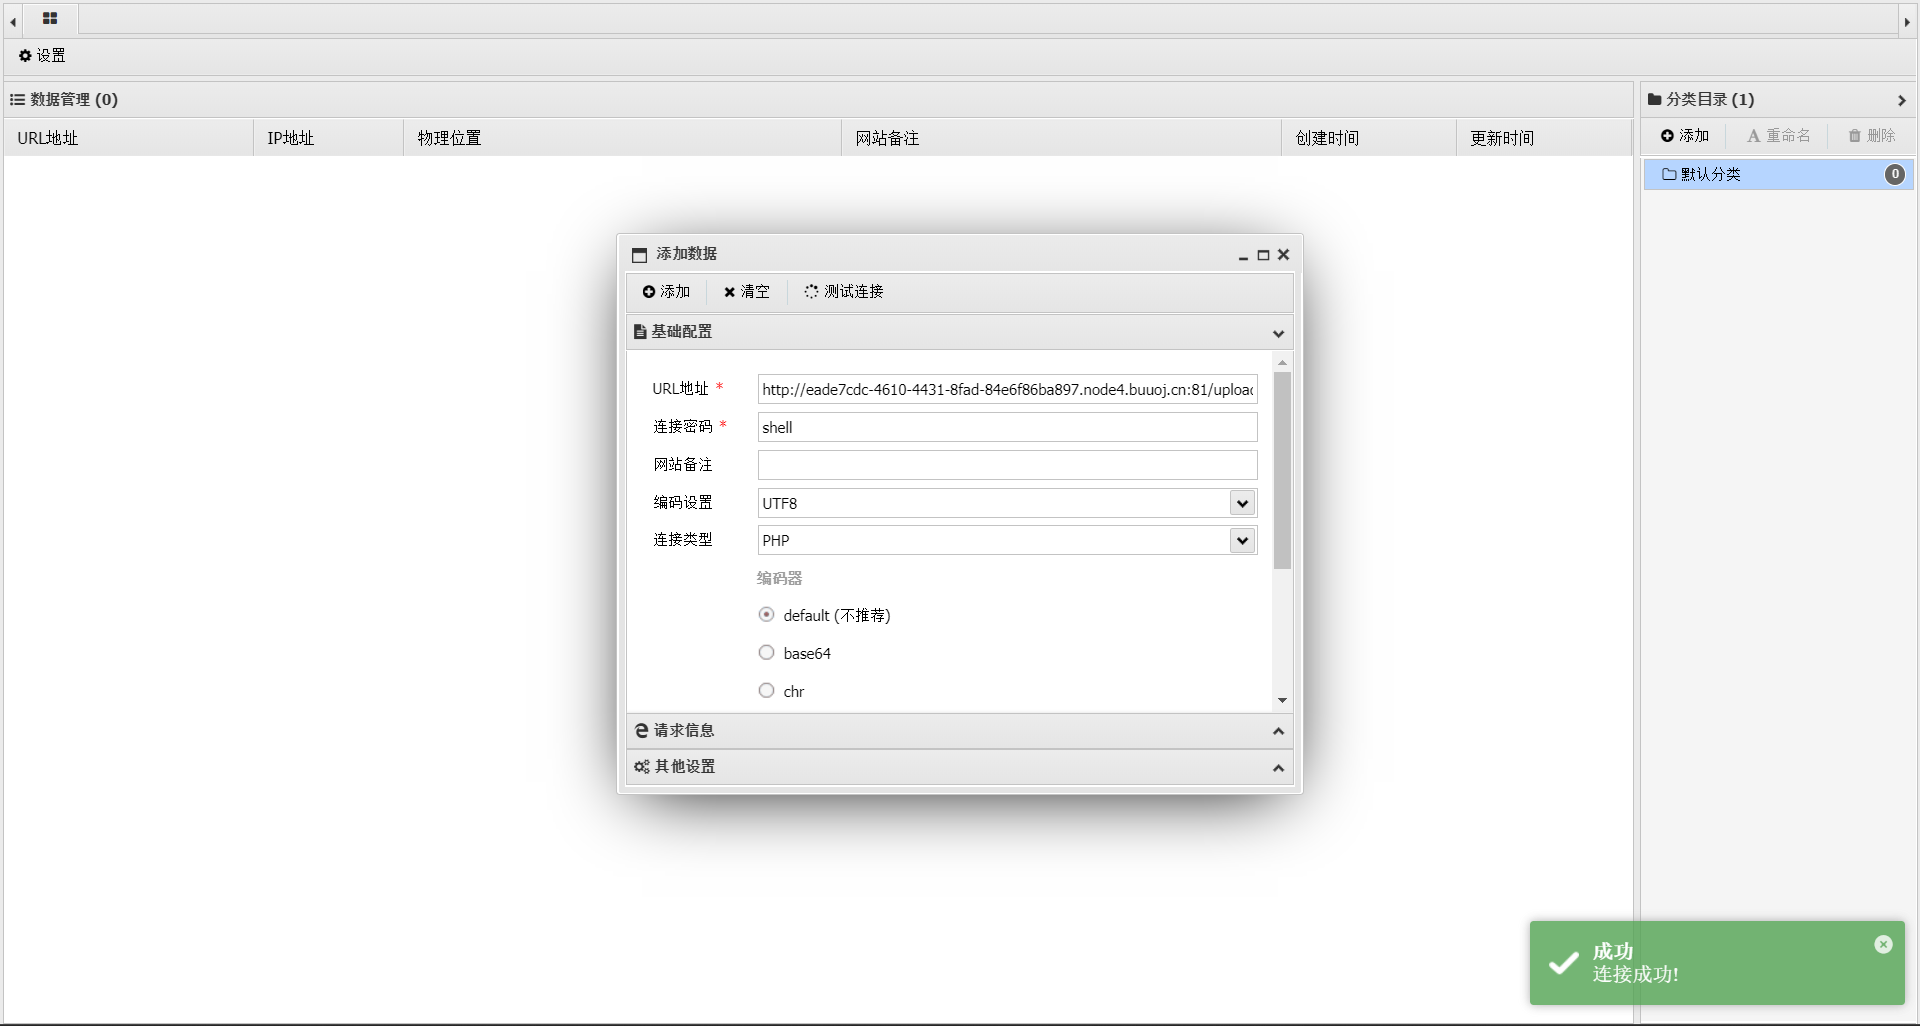 设置
数据管理 (0)
URL地址 IP地址 物理位置 网站备注 创建时间 更新时间
分类目录 (1)
添加 重命名 删除
默认分类 0
添加数据
添加 清空 测试连接
基础配置
URL地址 * http://eade7cdc-4610-4431-8fad-84e6f86ba897.node4.buuoj.cn:81/upload
连接密码 * shell
网站备注
编码设置 UTF8
连接类型 PHP
编码器
default (不推荐)
base64
chr
请求信息
其他设置
成功
连接成功!